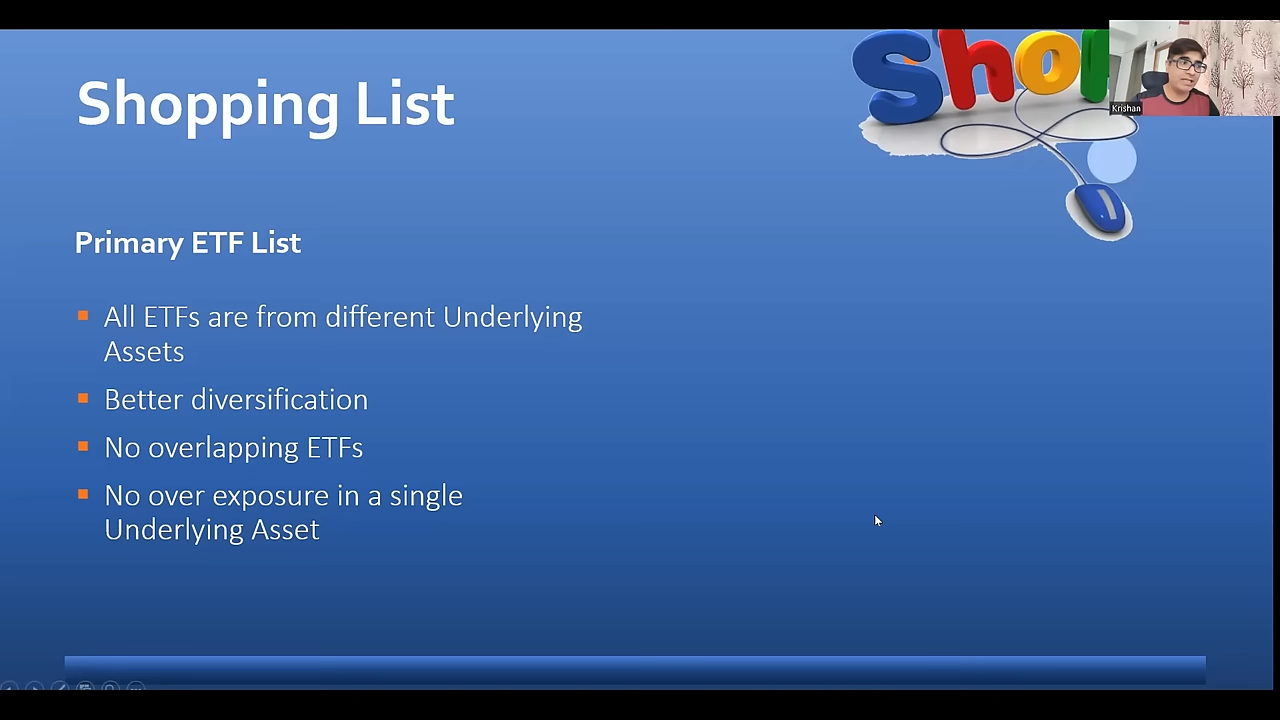 Shopping List
Shop
Krishan
Primary ETF List
All ETFs are from different Underlying
Assets
Better diversification
No overlapping ETFs
No over exposure in a single
Underlying Asset